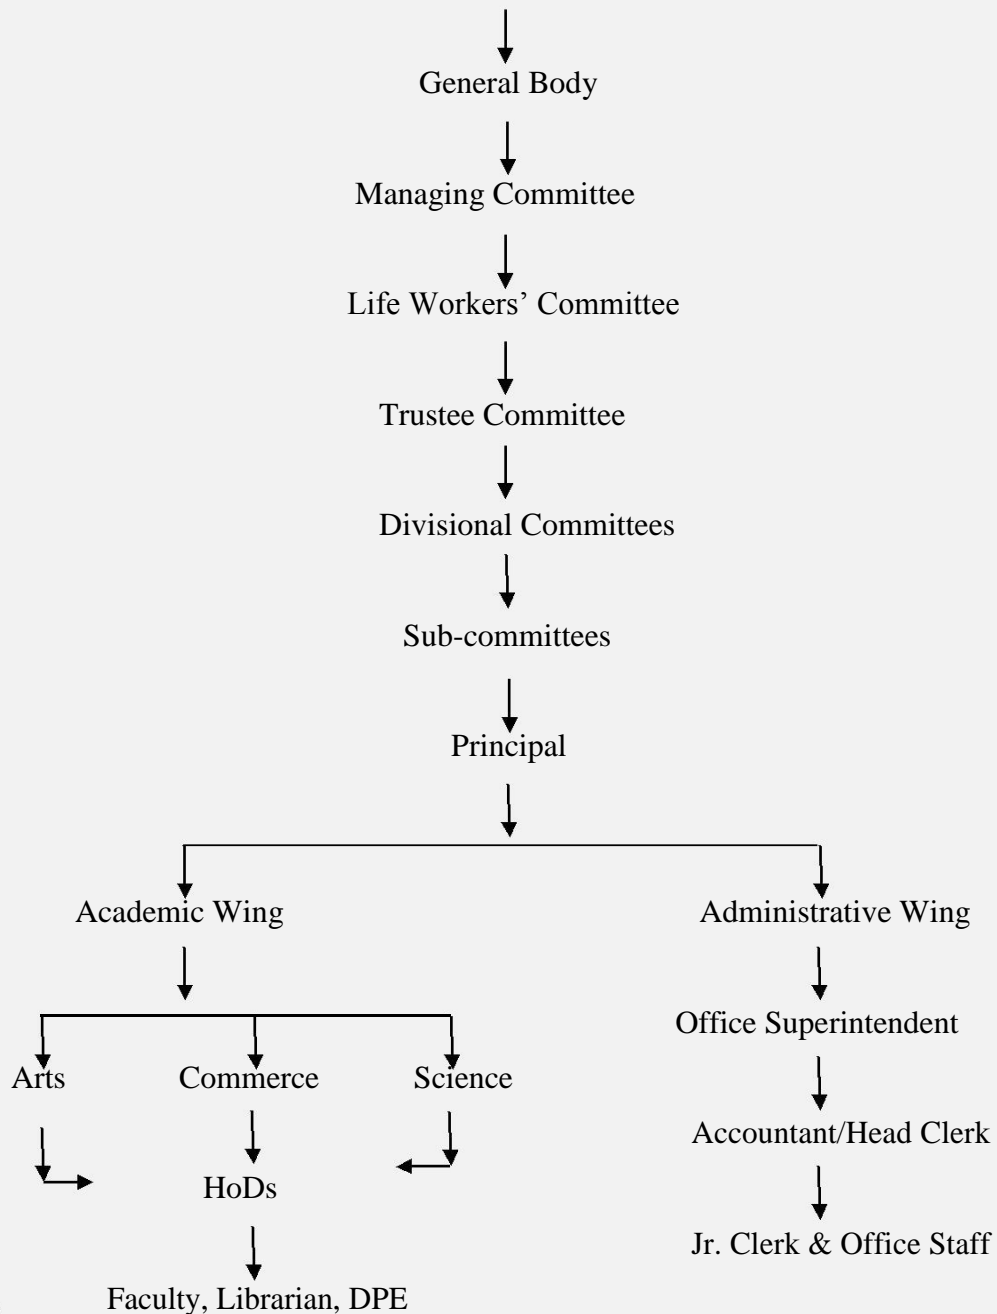 General Body
Managing Committee
Life Workers’ Committee
Trustee Committee
Divisional Committees
Sub-committees
Principal
Academic Wing
Administrative Wing
Office Superintendent
Arts
Commerce
Science
Accountant/Head Clerk
HoDs
Jr. Clerk & Office Staff
Faculty, Librarian, DPE